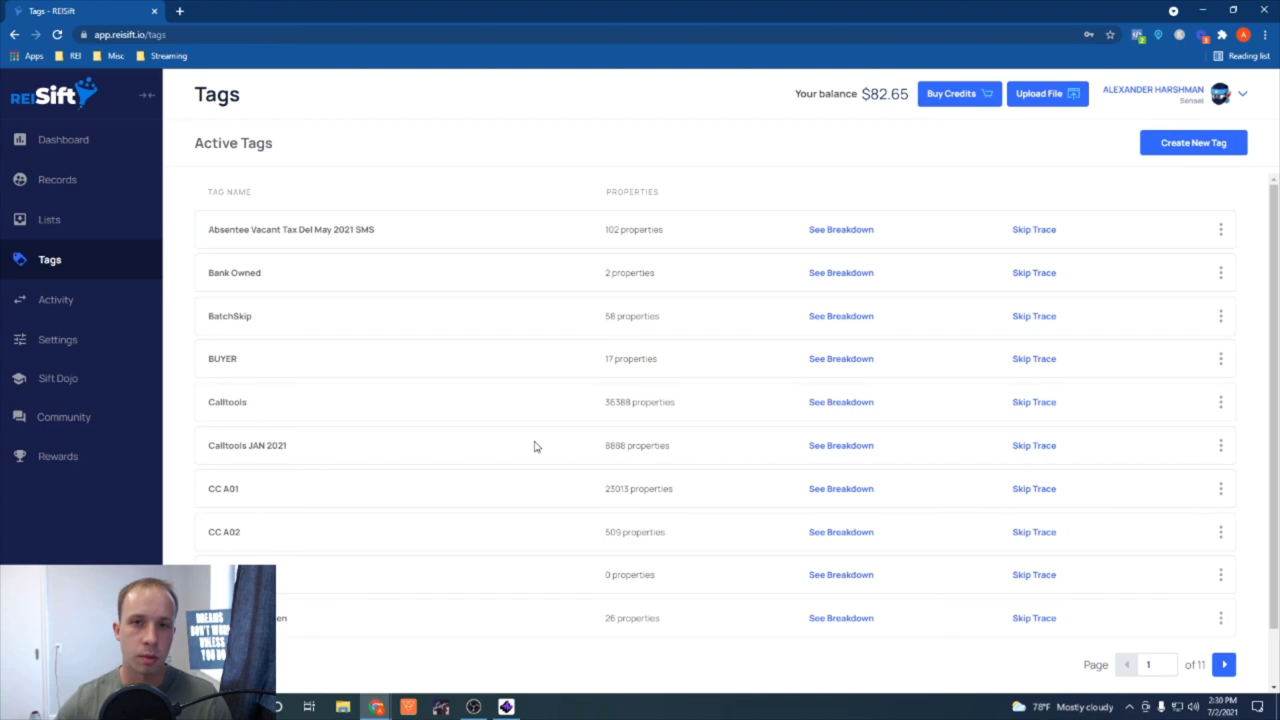 Tags - REISift
app.reisift.io/tags
Apps REI Misc Streaming Reading list
REISift
Tags
Your balance $82.65
Buy Credits
Upload File
ALEXANDER HARSHMAN
Sensei
Dashboard
Records
Lists
Tags
Activity
Settings
Sift Dojo
Community
Rewards
Active Tags
Create New Tag
TAG NAME PROPERTIES
Absentee Vacant Tax Del May 2021 SMS 102 properties See Breakdown Skip Trace
Bank Owned 2 properties See Breakdown Skip Trace
BatchSkip 58 properties See Breakdown Skip Trace
BUYER 17 properties See Breakdown Skip Trace
Calltools 36388 properties See Breakdown Skip Trace
Calltools JAN 2021 8888 properties See Breakdown Skip Trace
CC A01 23013 properties See Breakdown Skip Trace
CC A02 509 properties See Breakdown Skip Trace
0 properties See Breakdown Skip Trace
en 26 properties See Breakdown Skip Trace
Page 1 of 11
DREAMS
DON'T WORK
UNLESS
YOU DO
78°F Mostly cloudy
2:30 PM
7/2/2021